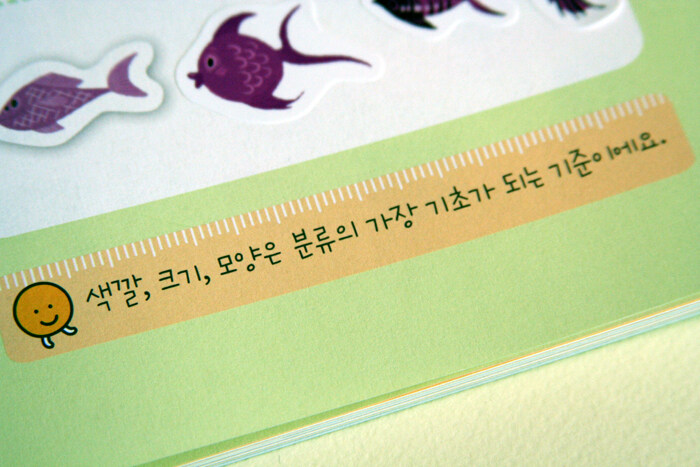 색깔, 크기, 모양은 분류의 가장 기초가 되는 기준이에요.